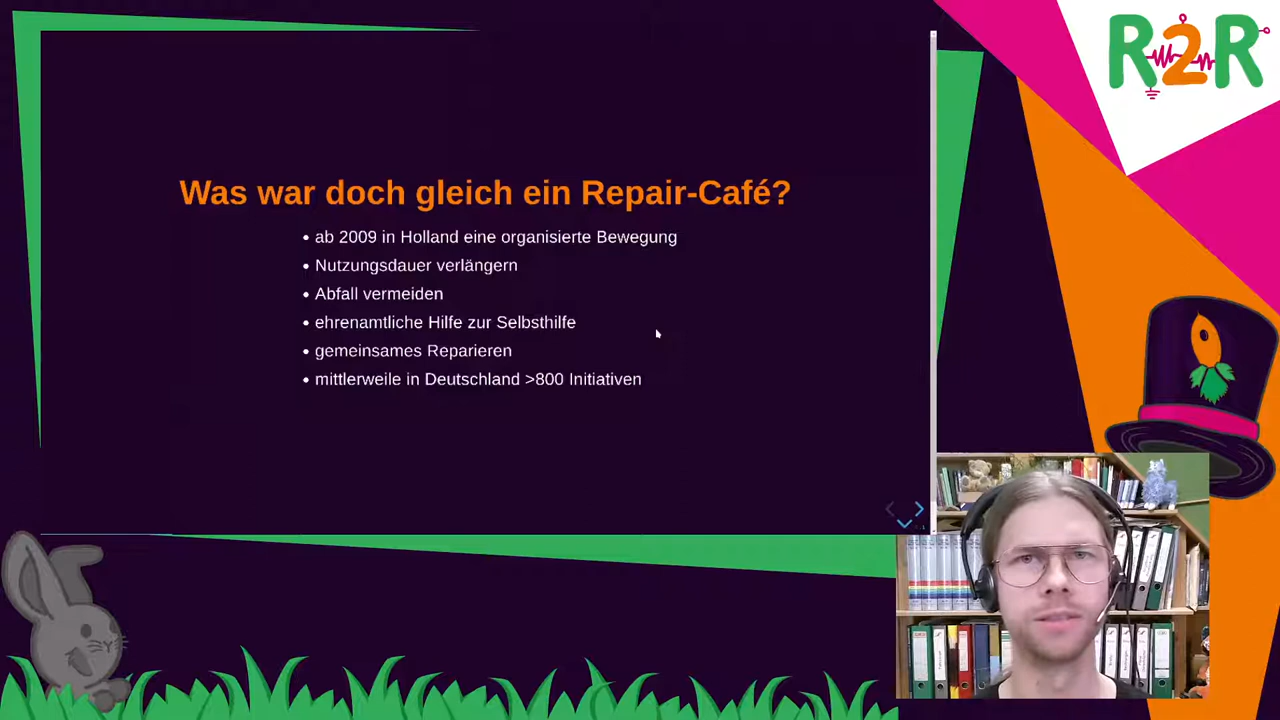 R2R
Was war doch gleich ein Repair-Café?
• ab 2009 in Holland eine organisierte Bewegung
• Nutzungsdauer verlängern
• Abfall vermeiden
• ehrenamtliche Hilfe zur Selbsthilfe
• gemeinsames Reparieren
• mittlerweile in Deutschland >800 Initiativen